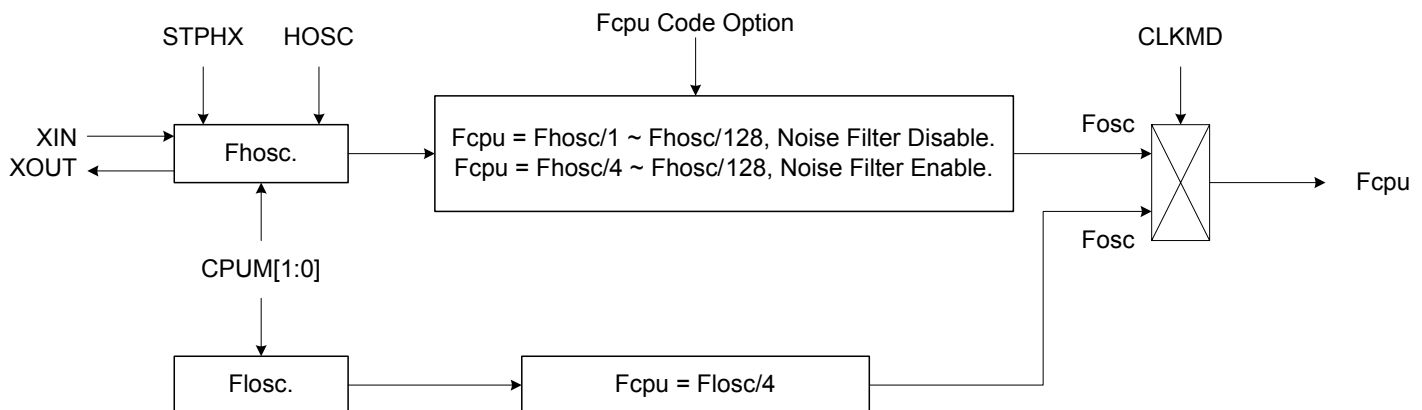 Fcpu Code Option
STPHX
HOSC
CLKMD
XIN
XOUT
Fhosc.
Fcpu = Fhosc/1 ~ Fhosc/128, Noise Filter Disable.
Fcpu = Fhosc/4 ~ Fhosc/128, Noise Filter Enable.
Fosc
Fcpu
Fosc
CPUM[1:0]
Flosc.
Fcpu = Flosc/4